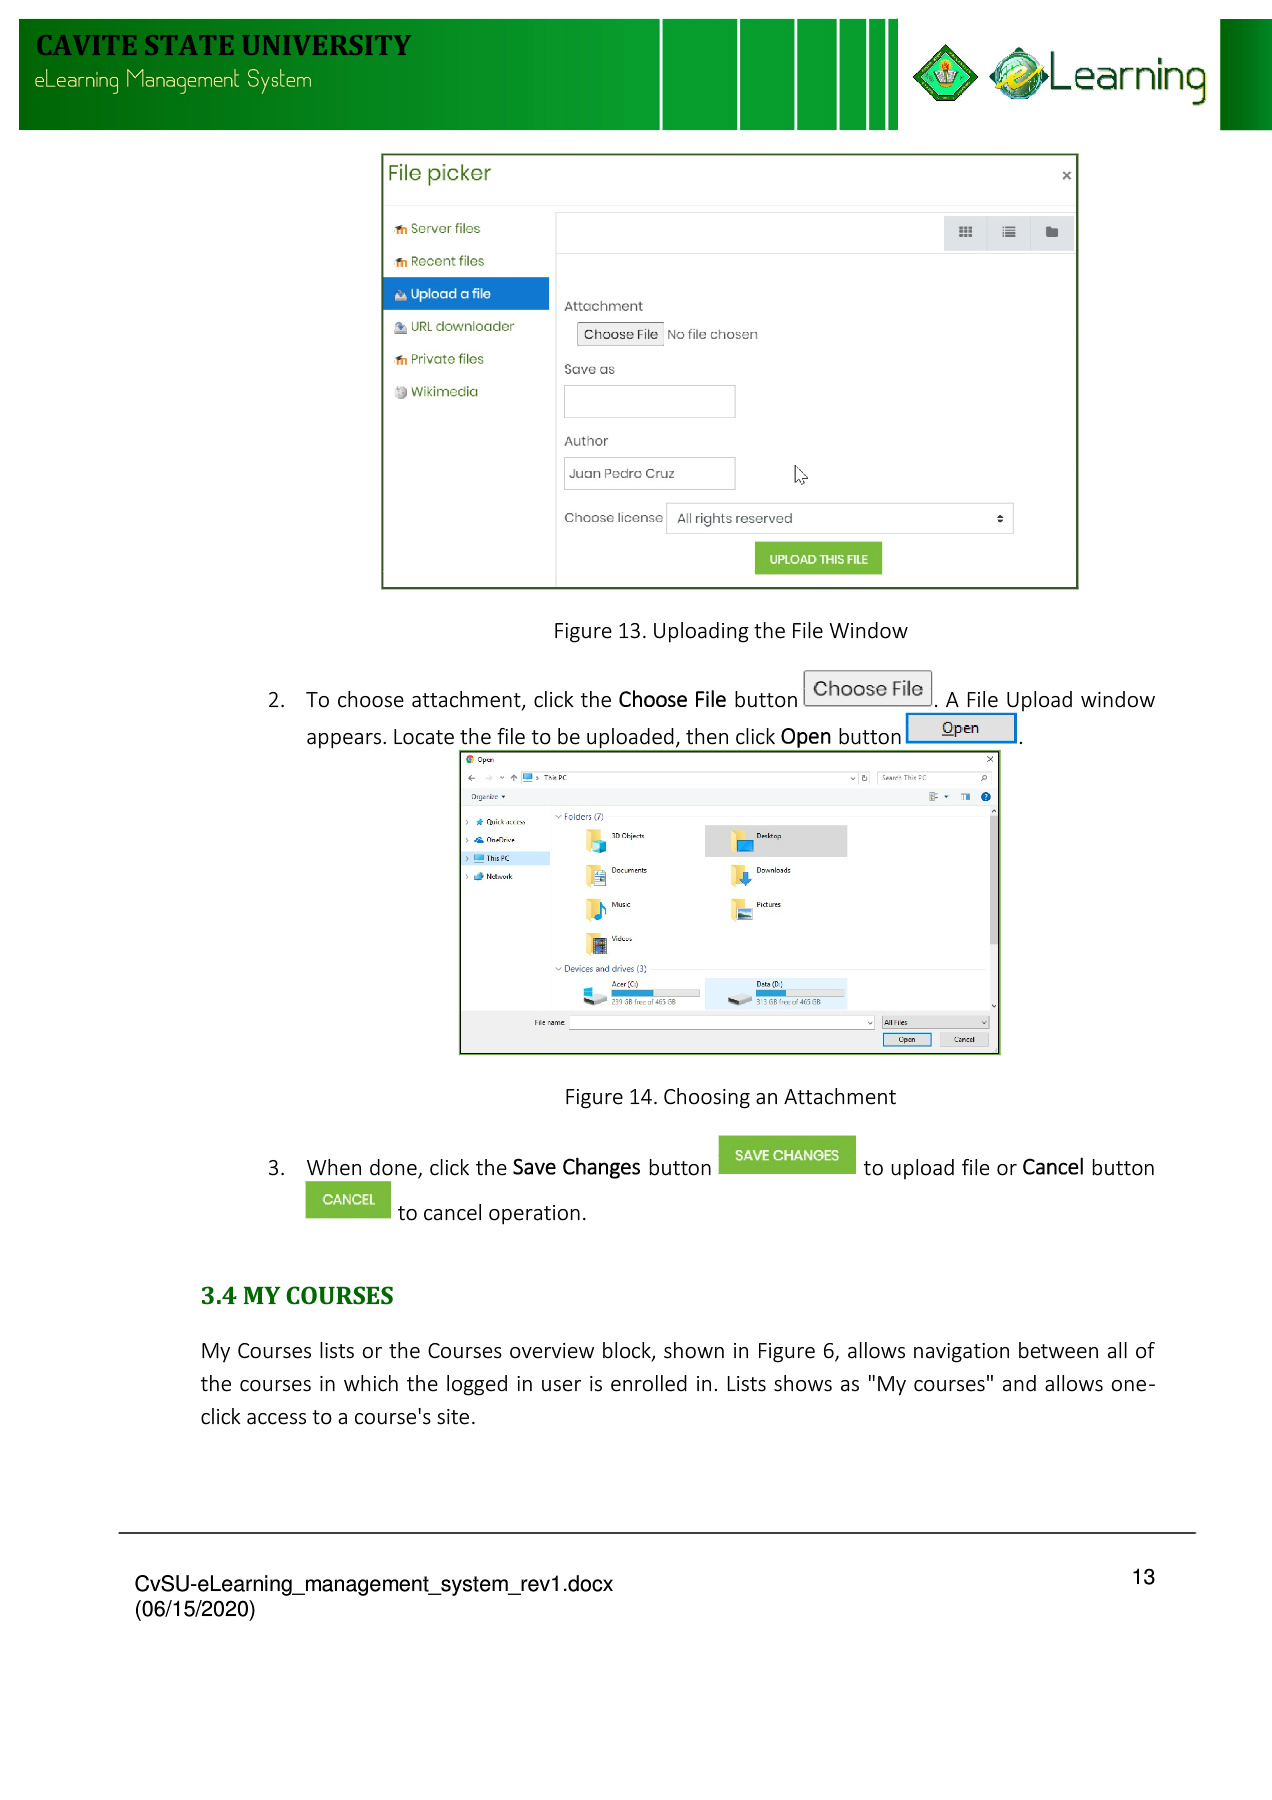 CAVITE STATE UNIVERSITY
eLearning Management System
eLearning
File picker
×
Server files
Recent files
Upload a file
URL downloader
Private files
Wikimedia
Attachment
Choose File No file chosen
Save as
Author
Juan Pedro Cruz
Choose license All rights reserved
UPLOAD THIS FILE
Figure 13. Uploading the File Window
2. To choose attachment, click the Choose File button Choose File . A File Upload window
appears. Locate the file to be uploaded, then click Open button Open .
Open
This PC
Search This PC
Organize
Quick access
OneDrive
This PC
Network
Folders (7)
3D Objects
Desktop
Documents
Downloads
Music
Pictures
Videos
Devices and drives (3)
Acer (C:)
239 GB free of 465 GB
Data (D:)
313 GB free of 465 GB
File name:
All Files
Open
Cancel
Figure 14. Choosing an Attachment
3. When done, click the Save Changes button SAVE CHANGES to upload file or Cancel button
CANCEL to cancel operation.
3.4 MY COURSES
My Courses lists or the Courses overview block, shown in Figure 6, allows navigation between all of
the courses in which the logged in user is enrolled in. Lists shows as "My courses" and allows one-
click access to a course's site.
CvSU-eLearning_management_system_rev1.docx
(06/15/2020)
13